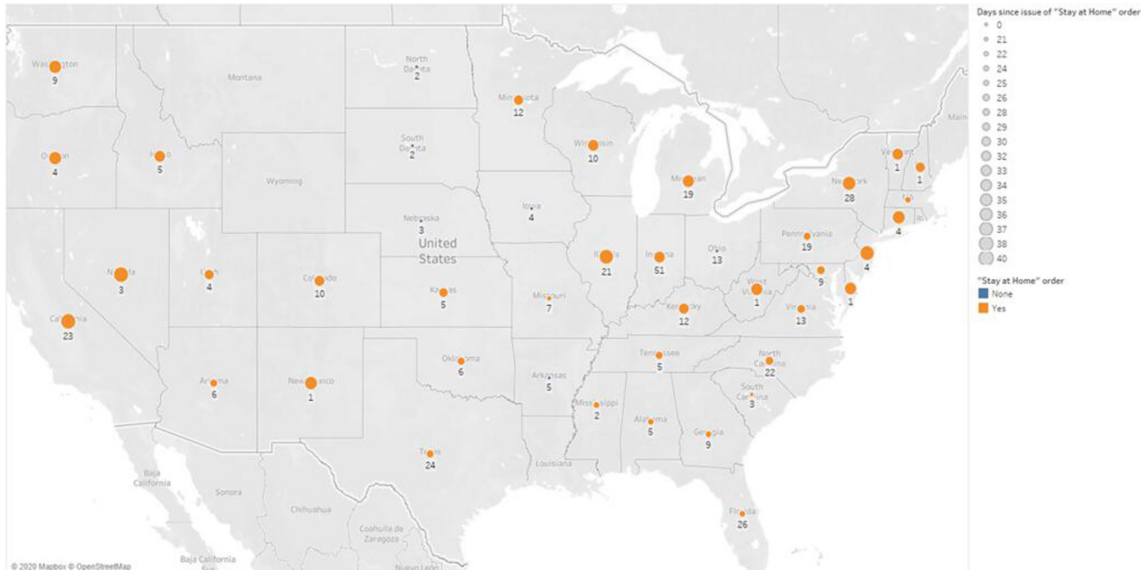 Days since issue of "Stay at Home" order
0
21
22
24
25
26
28
29
30
32
33
34
35
36
37
38
40
"Stay at Home" order
None
Yes
Washington
9
Montana
North
Dakota
2
Minnesota
12
Maine
Oregon
4
Idaho
5
South
Dakota
2
Wisconsin
10
Vermont
1
1
Wyoming
Michigan
19
New York
28
Nebraska
3
Iowa
4
United
States
Pennsylvania
19
4
RI
Nevada
3
Utah
4
Colorado
10
Kansas
5
Missouri
7
Illinois
21
Indiana
51
Ohio
13
West
Virginia
1
9
4
1
California
23
Kentucky
12
Virginia
13
Arizona
6
New Mexico
1
Oklahoma
6
Arkansas
5
Tennessee
5
North
Carolina
22
South
Carolina
3
Mississippi
2
Alabama
5
Georgia
9
Texas
24
Louisiana
Florida
26
Baja
California
Sonora
Chihuahua
Coahuila de
Zaragoza
Baja California
Nuevo León
© 2020 Mapbox © OpenStreetMap